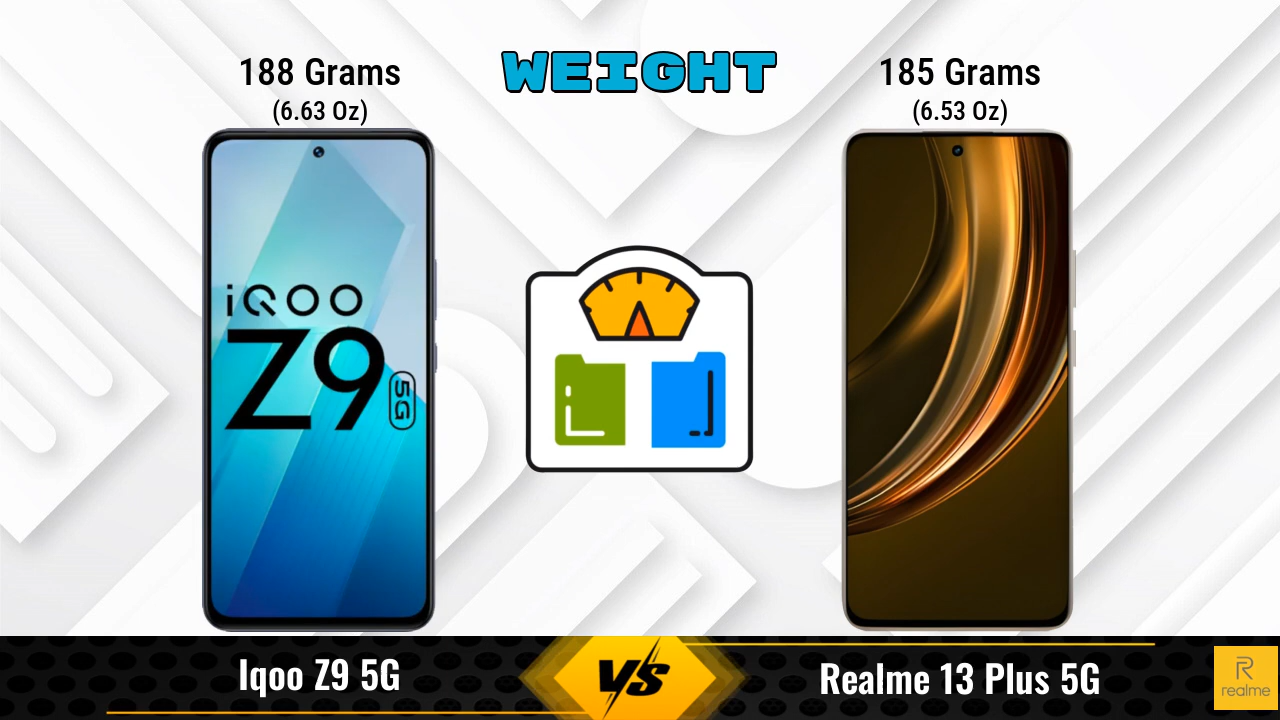 WEIGHT
188 Grams
(6.63 Oz)
185 Grams
(6.53 Oz)
iQOO
Z9
5G
Iqoo Z9 5G
VS
Realme 13 Plus 5G
R
realme